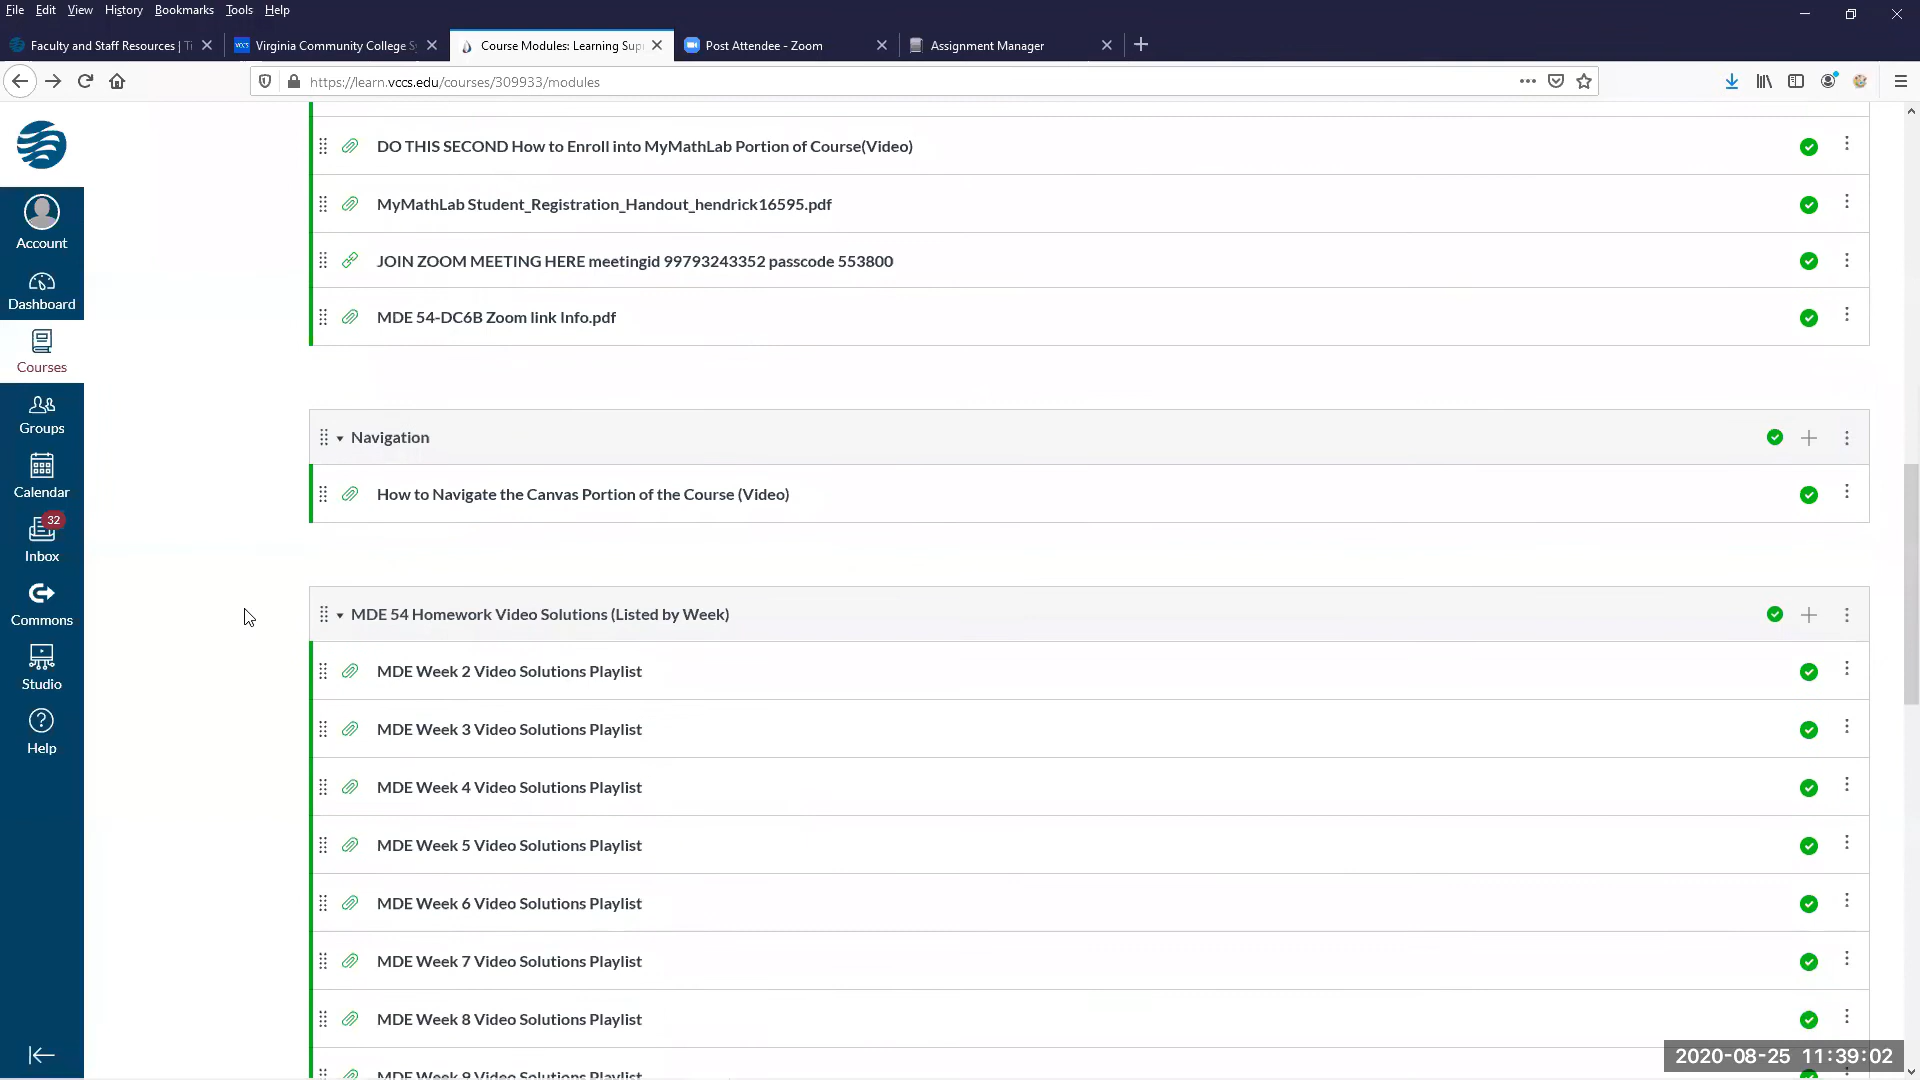 File Edit View History Bookmarks Tools Help
Faculty and Staff Resources | Ti
Virginia Community College S
Course Modules: Learning Sup
Post Attendee - Zoom
Assignment Manager
https://learn.vccs.edu/courses/309933/modules
DO THIS SECOND How to Enroll into MyMathLab Portion of Course(Video)
MyMathLab Student_Registration_Handout_hendrick16595.pdf
JOIN ZOOM MEETING HERE meetingid 99793243352 passcode 553800
MDE 54-DC6B Zoom link Info.pdf
Navigation
How to Navigate the Canvas Portion of the Course (Video)
MDE 54 Homework Video Solutions (Listed by Week)
MDE Week 2 Video Solutions Playlist
MDE Week 3 Video Solutions Playlist
MDE Week 4 Video Solutions Playlist
MDE Week 5 Video Solutions Playlist
MDE Week 6 Video Solutions Playlist
MDE Week 7 Video Solutions Playlist
MDE Week 8 Video Solutions Playlist
MDE Week 9 Video Solutions Playlist
Account
Dashboard
Courses
Groups
Calendar
32
Inbox
Commons
Studio
Help
2020-08-25 11:39:02